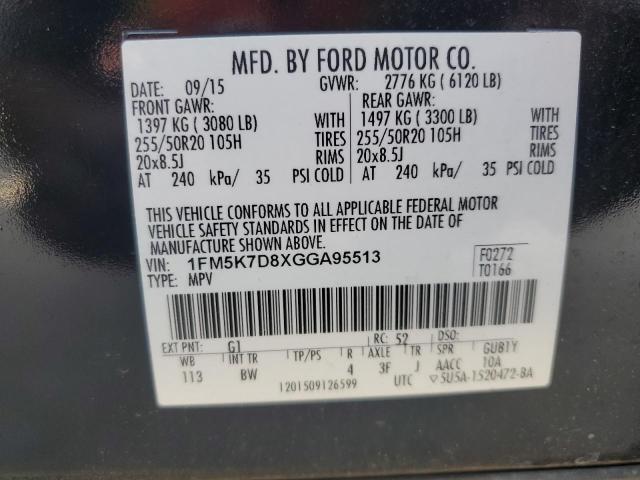 MFD. BY FORD MOTOR CO.
DATE: 09/15 GVWR: 2776 KG ( 6120 LB)
FRONT GAWR: REAR GAWR:
1397 KG ( 3080 LB) WITH 1497 KG ( 3300 LB) WITH
255/50R20 105H TIRES 255/50R20 105H TIRES
20x8.5J RIMS 20x8.5J RIMS
AT 240 kPa/ 35 PSI COLD AT 240 kPa/ 35 PSI COLD
THIS VEHICLE CONFORMS TO ALL APPLICABLE FEDERAL MOTOR
VEHICLE SAFETY STANDARDS IN EFFECT ON THE DATE OF
MANUFACTURE SHOWN ABOVE.
VIN: 1FM5K7D8XGGA95513 F0272
TYPE: MPV T0166
EXT PNT: G1 RC: 52 DSO:
WB INT TR TP/PS R AXLE TR SPR GUB1Y
113 BW 4 3F J AACC 10A
1201509126599 UTC ▽5U5A-1520472-BA